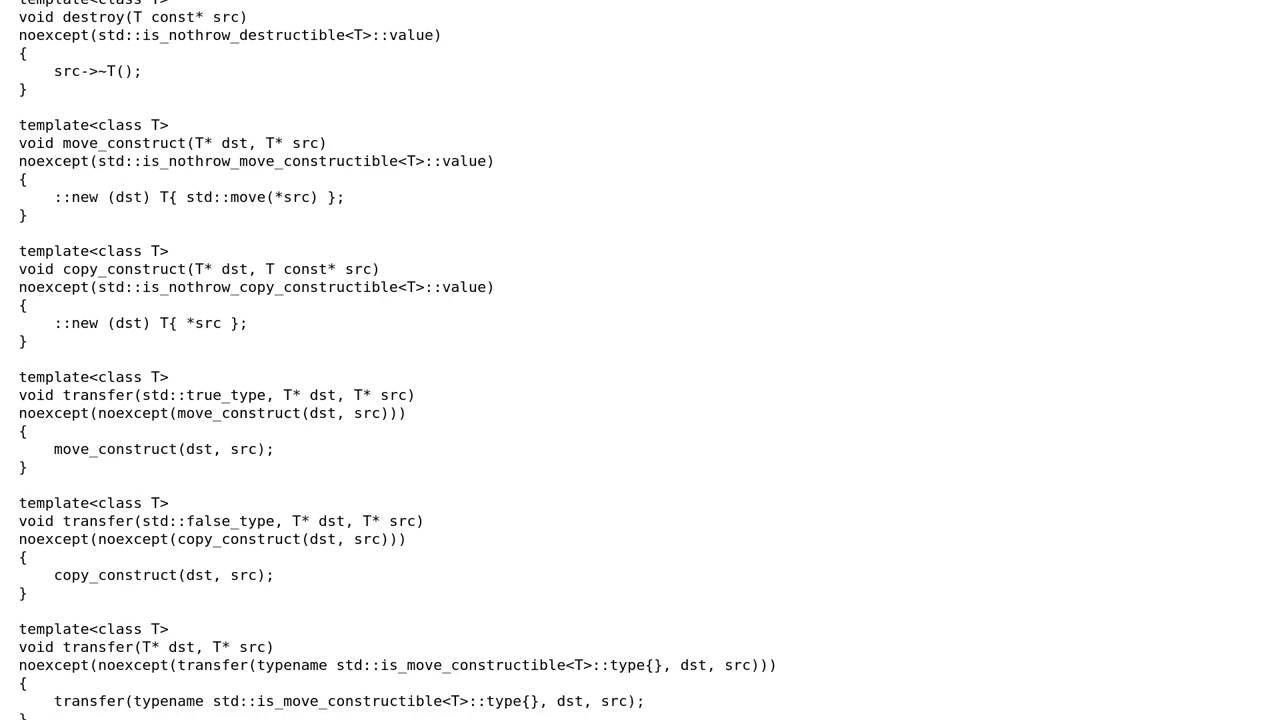 template<class T>
void destroy(T const* src)
noexcept(std::is_nothrow_destructible<T>::value)
{
    src->~T();
}

template<class T>
void move_construct(T* dst, T* src)
noexcept(std::is_nothrow_move_constructible<T>::value)
{
    ::new (dst) T{ std::move(*src) };
}

template<class T>
void copy_construct(T* dst, T const* src)
noexcept(std::is_nothrow_copy_constructible<T>::value)
{
    ::new (dst) T{ *src };
}

template<class T>
void transfer(std::true_type, T* dst, T* src)
noexcept(noexcept(move_construct(dst, src)))
{
    move_construct(dst, src);
}

template<class T>
void transfer(std::false_type, T* dst, T* src)
noexcept(noexcept(copy_construct(dst, src)))
{
    copy_construct(dst, src);
}

template<class T>
void transfer(T* dst, T* src)
noexcept(noexcept(transfer(typename std::is_move_constructible<T>::type{}, dst, src)))
{
    transfer(typename std::is_move_constructible<T>::type{}, dst, src);
}